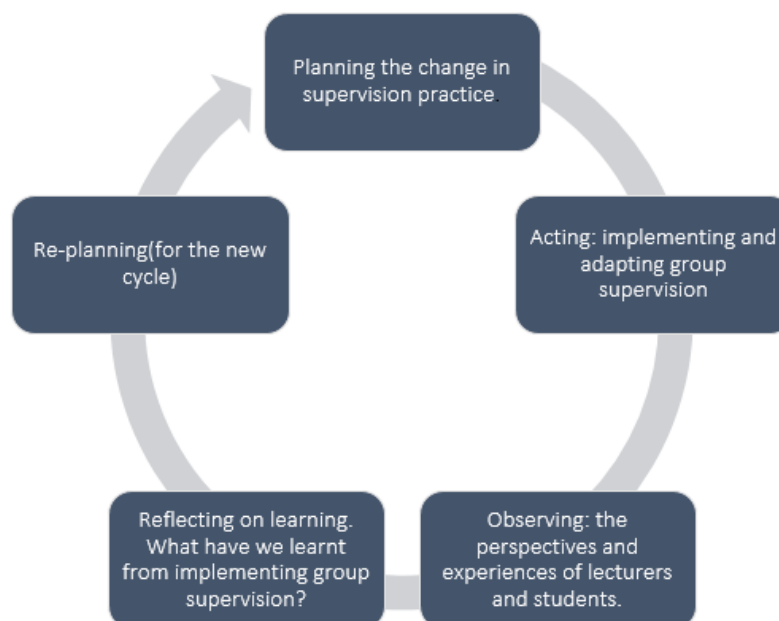 Planning the change in
supervision practice.
Acting: implementing and
adapting group
supervision
Observing: the
perspectives and
experiences of lecturers
and students.
Reflecting on learning.
What have we learnt
from implementing group
supervision?
Re-planning(for the new
cycle)